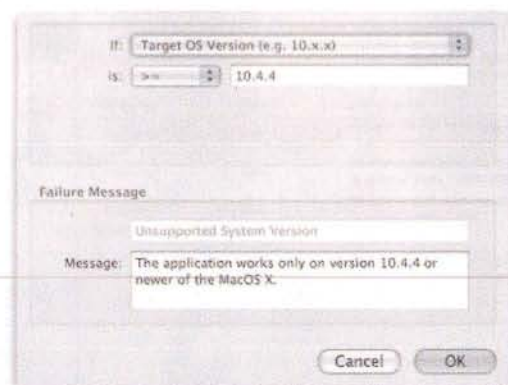 If: Target OS Version (e.g. 10.x.x)
is: >= 10.4.4
Failure Message
Unsupported System Version
Message: The application works only on version 10.4.4 or
newer of the MacOS X.
Cancel OK